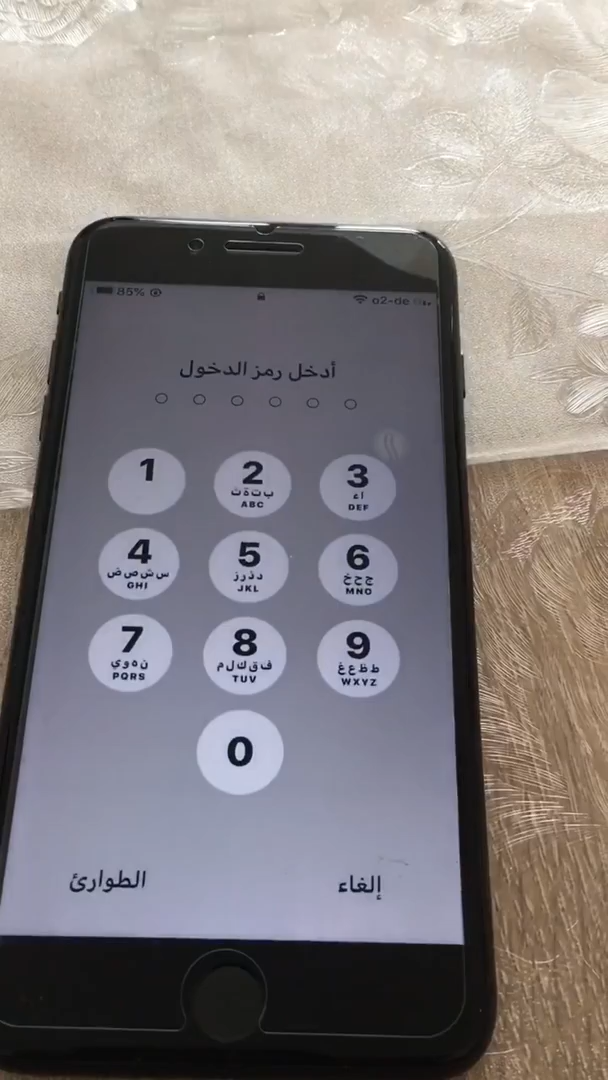 85% o2-de
أدخل رمز الدخول
1 2 3
ب ت ة ث اء
ABC DEF
4 5 6
س ش ص ض د ذ ر ز ج ح خ
GHI JKL MNO
7 8 9
ن ه و ي ف ق ك ل م ط ظ ع غ
PQRS TUV WXYZ
0
الطوارئ إلغاء